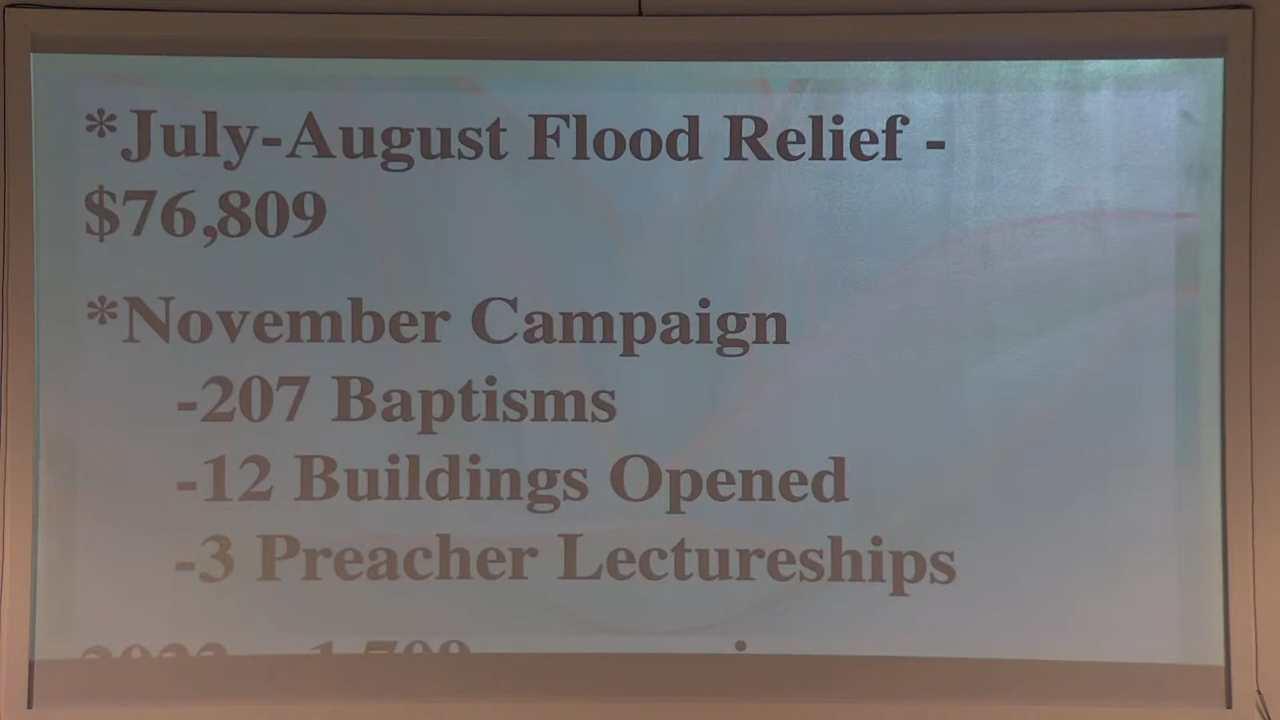 *July-August Flood Relief -
$76,809
*November Campaign
-207 Baptisms
-12 Buildings Opened
-3 Preacher Lectureships